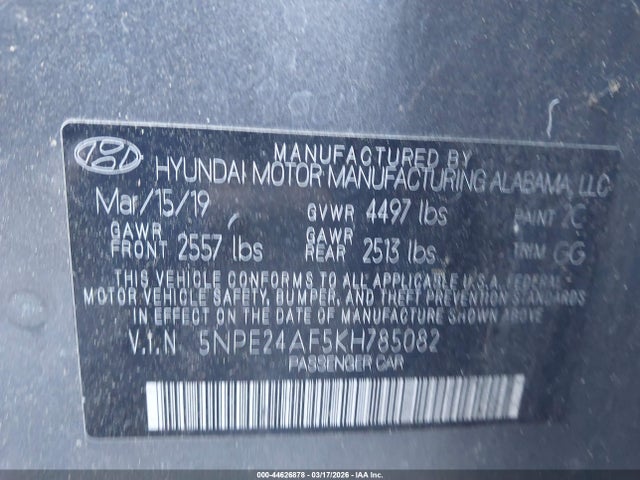 MANUFACTURED BY
HYUNDAI MOTOR MANUFACTURING ALABAMA, LLC
Mar/15/19 GVWR 4497 lbs PAINT 2C
GAWR FRONT 2557 lbs GAWR REAR 2513 lbs TRIM GG
THIS VEHICLE CONFORMS TO ALL APPLICABLE U.S.A. FEDERAL
MOTOR VEHICLE SAFETY, BUMPER, AND THEFT PREVENTION STANDARDS
IN EFFECT ON THE DATE OF MANUFACTURE SHOWN ABOVE
V.I.N 5NPE24AF5KH785082
PASSENGER CAR
000-44626878 - 03/17/2026 - IAA Inc.